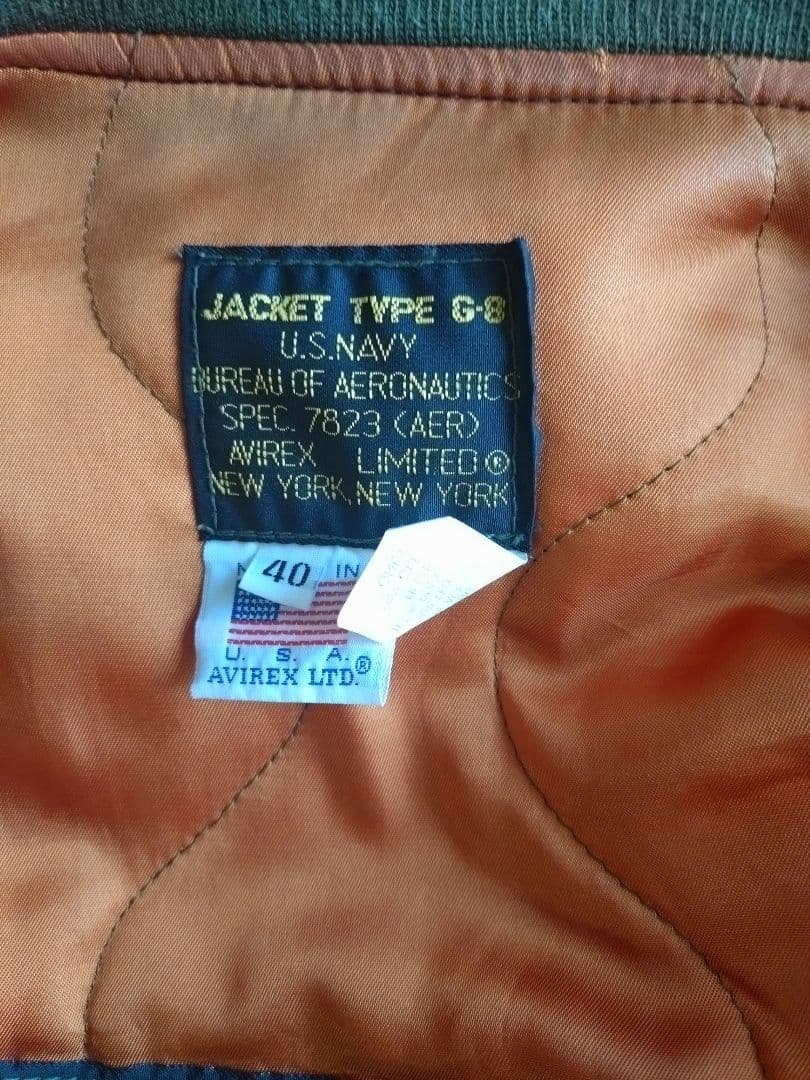 JACKET TYPE G-8
U.S.NAVY
BUREAU OF AERONAUTICS
SPEC. 7823 (AER)
AVIREX LIMITED®
NEW YORK, NEW YORK
40 IN
U. S. A.
AVIREX LTD.®